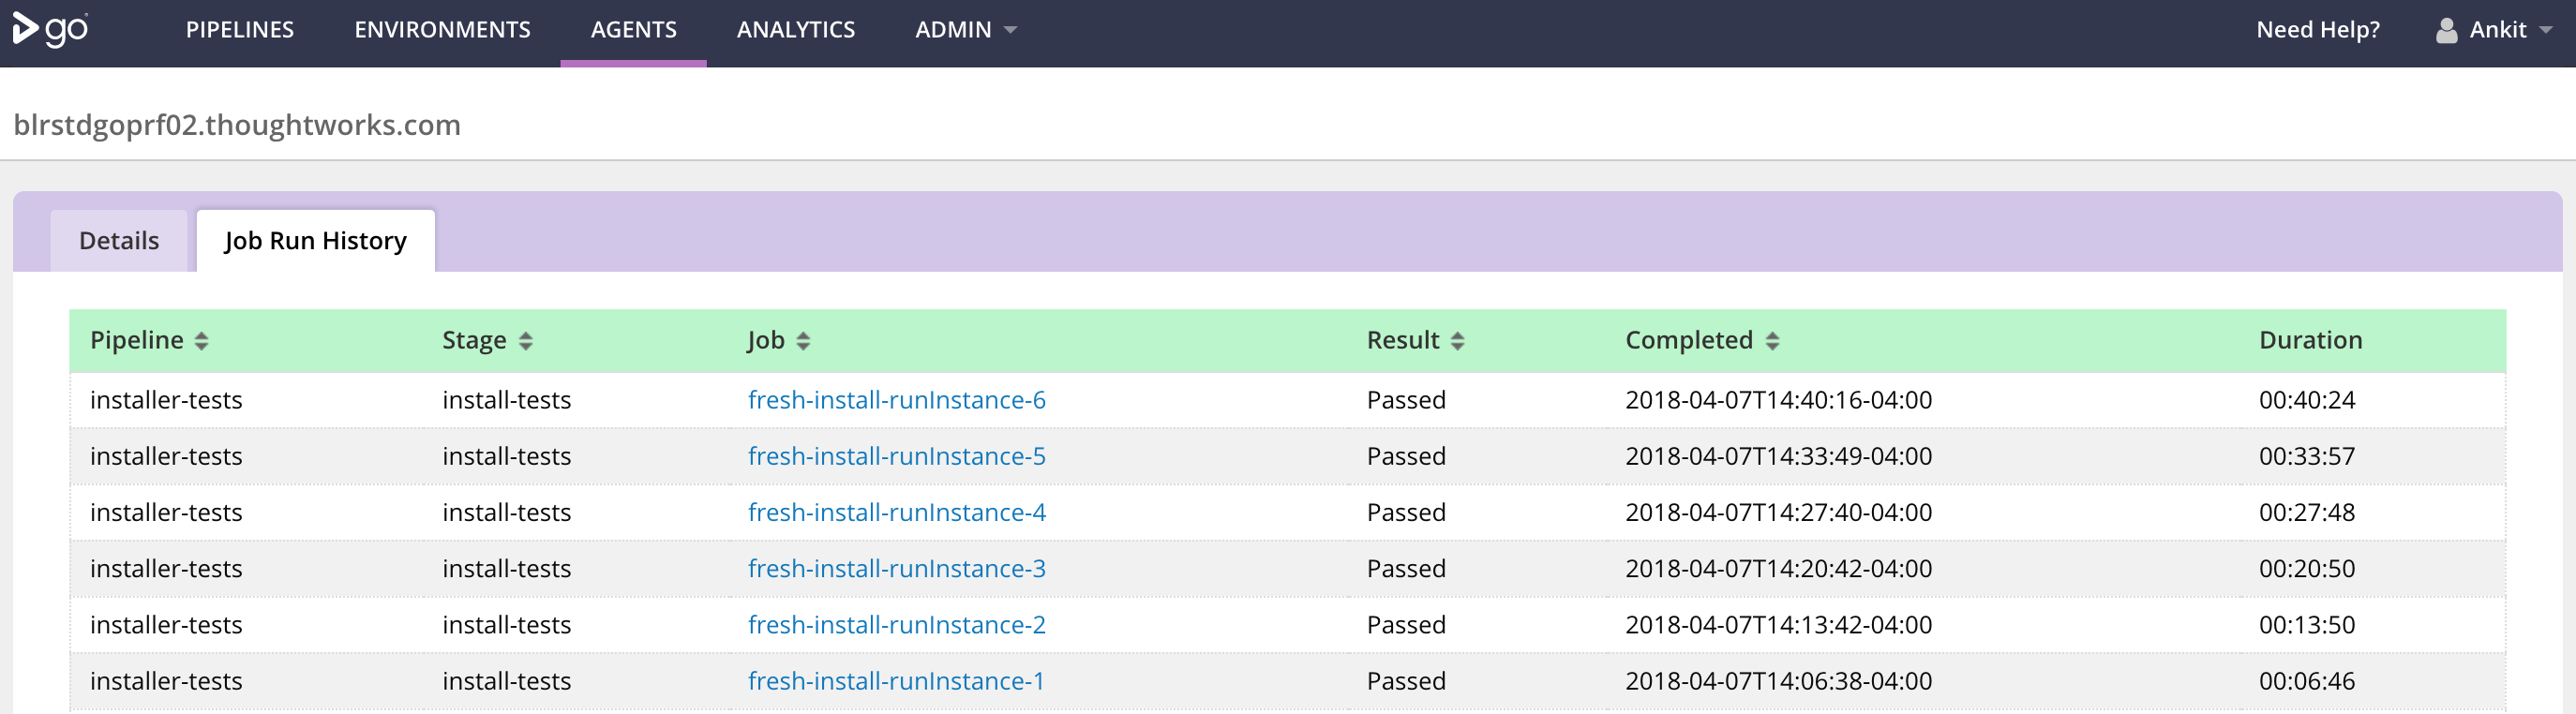 go PIPELINES ENVIRONMENTS AGENTS ANALYTICS ADMIN Need Help? Ankit
blrstdgoprf02.thoughtworks.com
Details Job Run History
Pipeline Stage Job Result Completed Duration
installer-tests install-tests fresh-install-runInstance-6 Passed 2018-04-07T14:40:16-04:00 00:40:24
installer-tests install-tests fresh-install-runInstance-5 Passed 2018-04-07T14:33:49-04:00 00:33:57
installer-tests install-tests fresh-install-runInstance-4 Passed 2018-04-07T14:27:40-04:00 00:27:48
installer-tests install-tests fresh-install-runInstance-3 Passed 2018-04-07T14:20:42-04:00 00:20:50
installer-tests install-tests fresh-install-runInstance-2 Passed 2018-04-07T14:13:42-04:00 00:13:50
installer-tests install-tests fresh-install-runInstance-1 Passed 2018-04-07T14:06:38-04:00 00:06:46